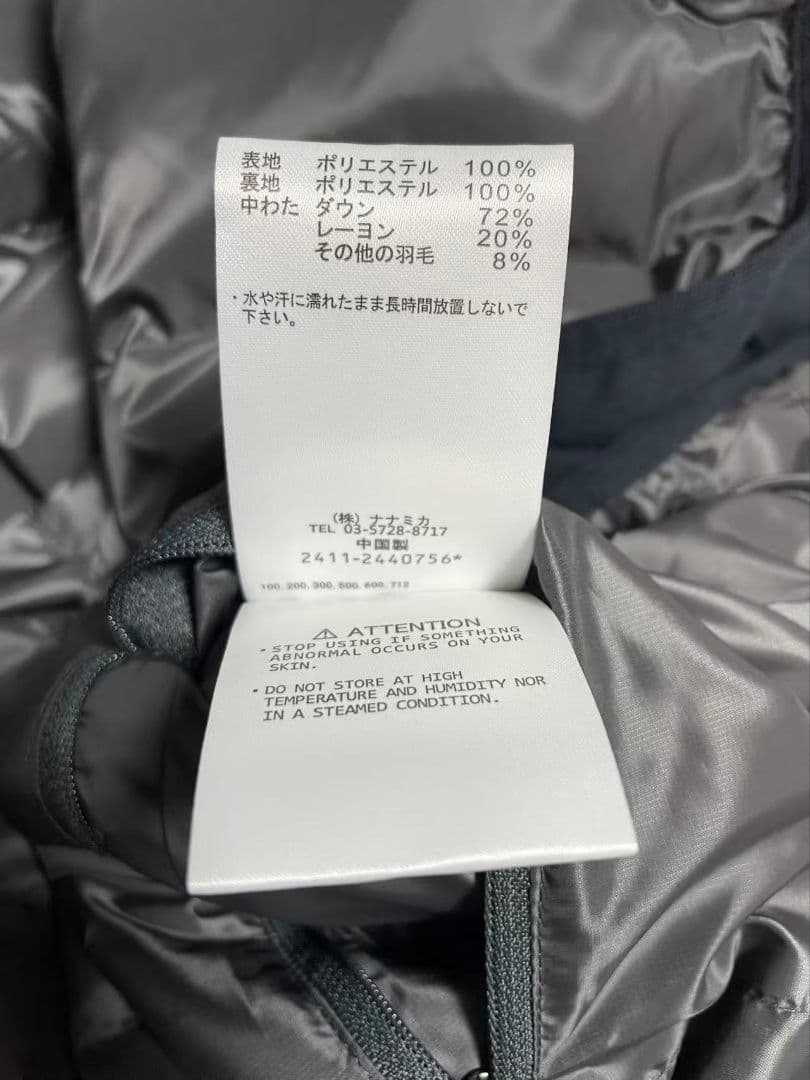 表地 ポリエステル 100%
裏地 ポリエステル 100%
中わた ダウン 72%
レーヨン 20%
その他の羽毛 8%
・水や汗に濡れたまま長時間放置しないで
下さい。
(株) ナナミカ
TEL 03-5728-8717
中国製
2411-2440756*
100.200.300.500.600.712
⚠ ATTENTION
・STOP USING IF SOMETHING
ABNORMAL OCCURS ON YOUR
SKIN.
・DO NOT STORE AT HIGH
TEMPERATURE AND HUMIDITY NOR
IN A STEAMED CONDITION.